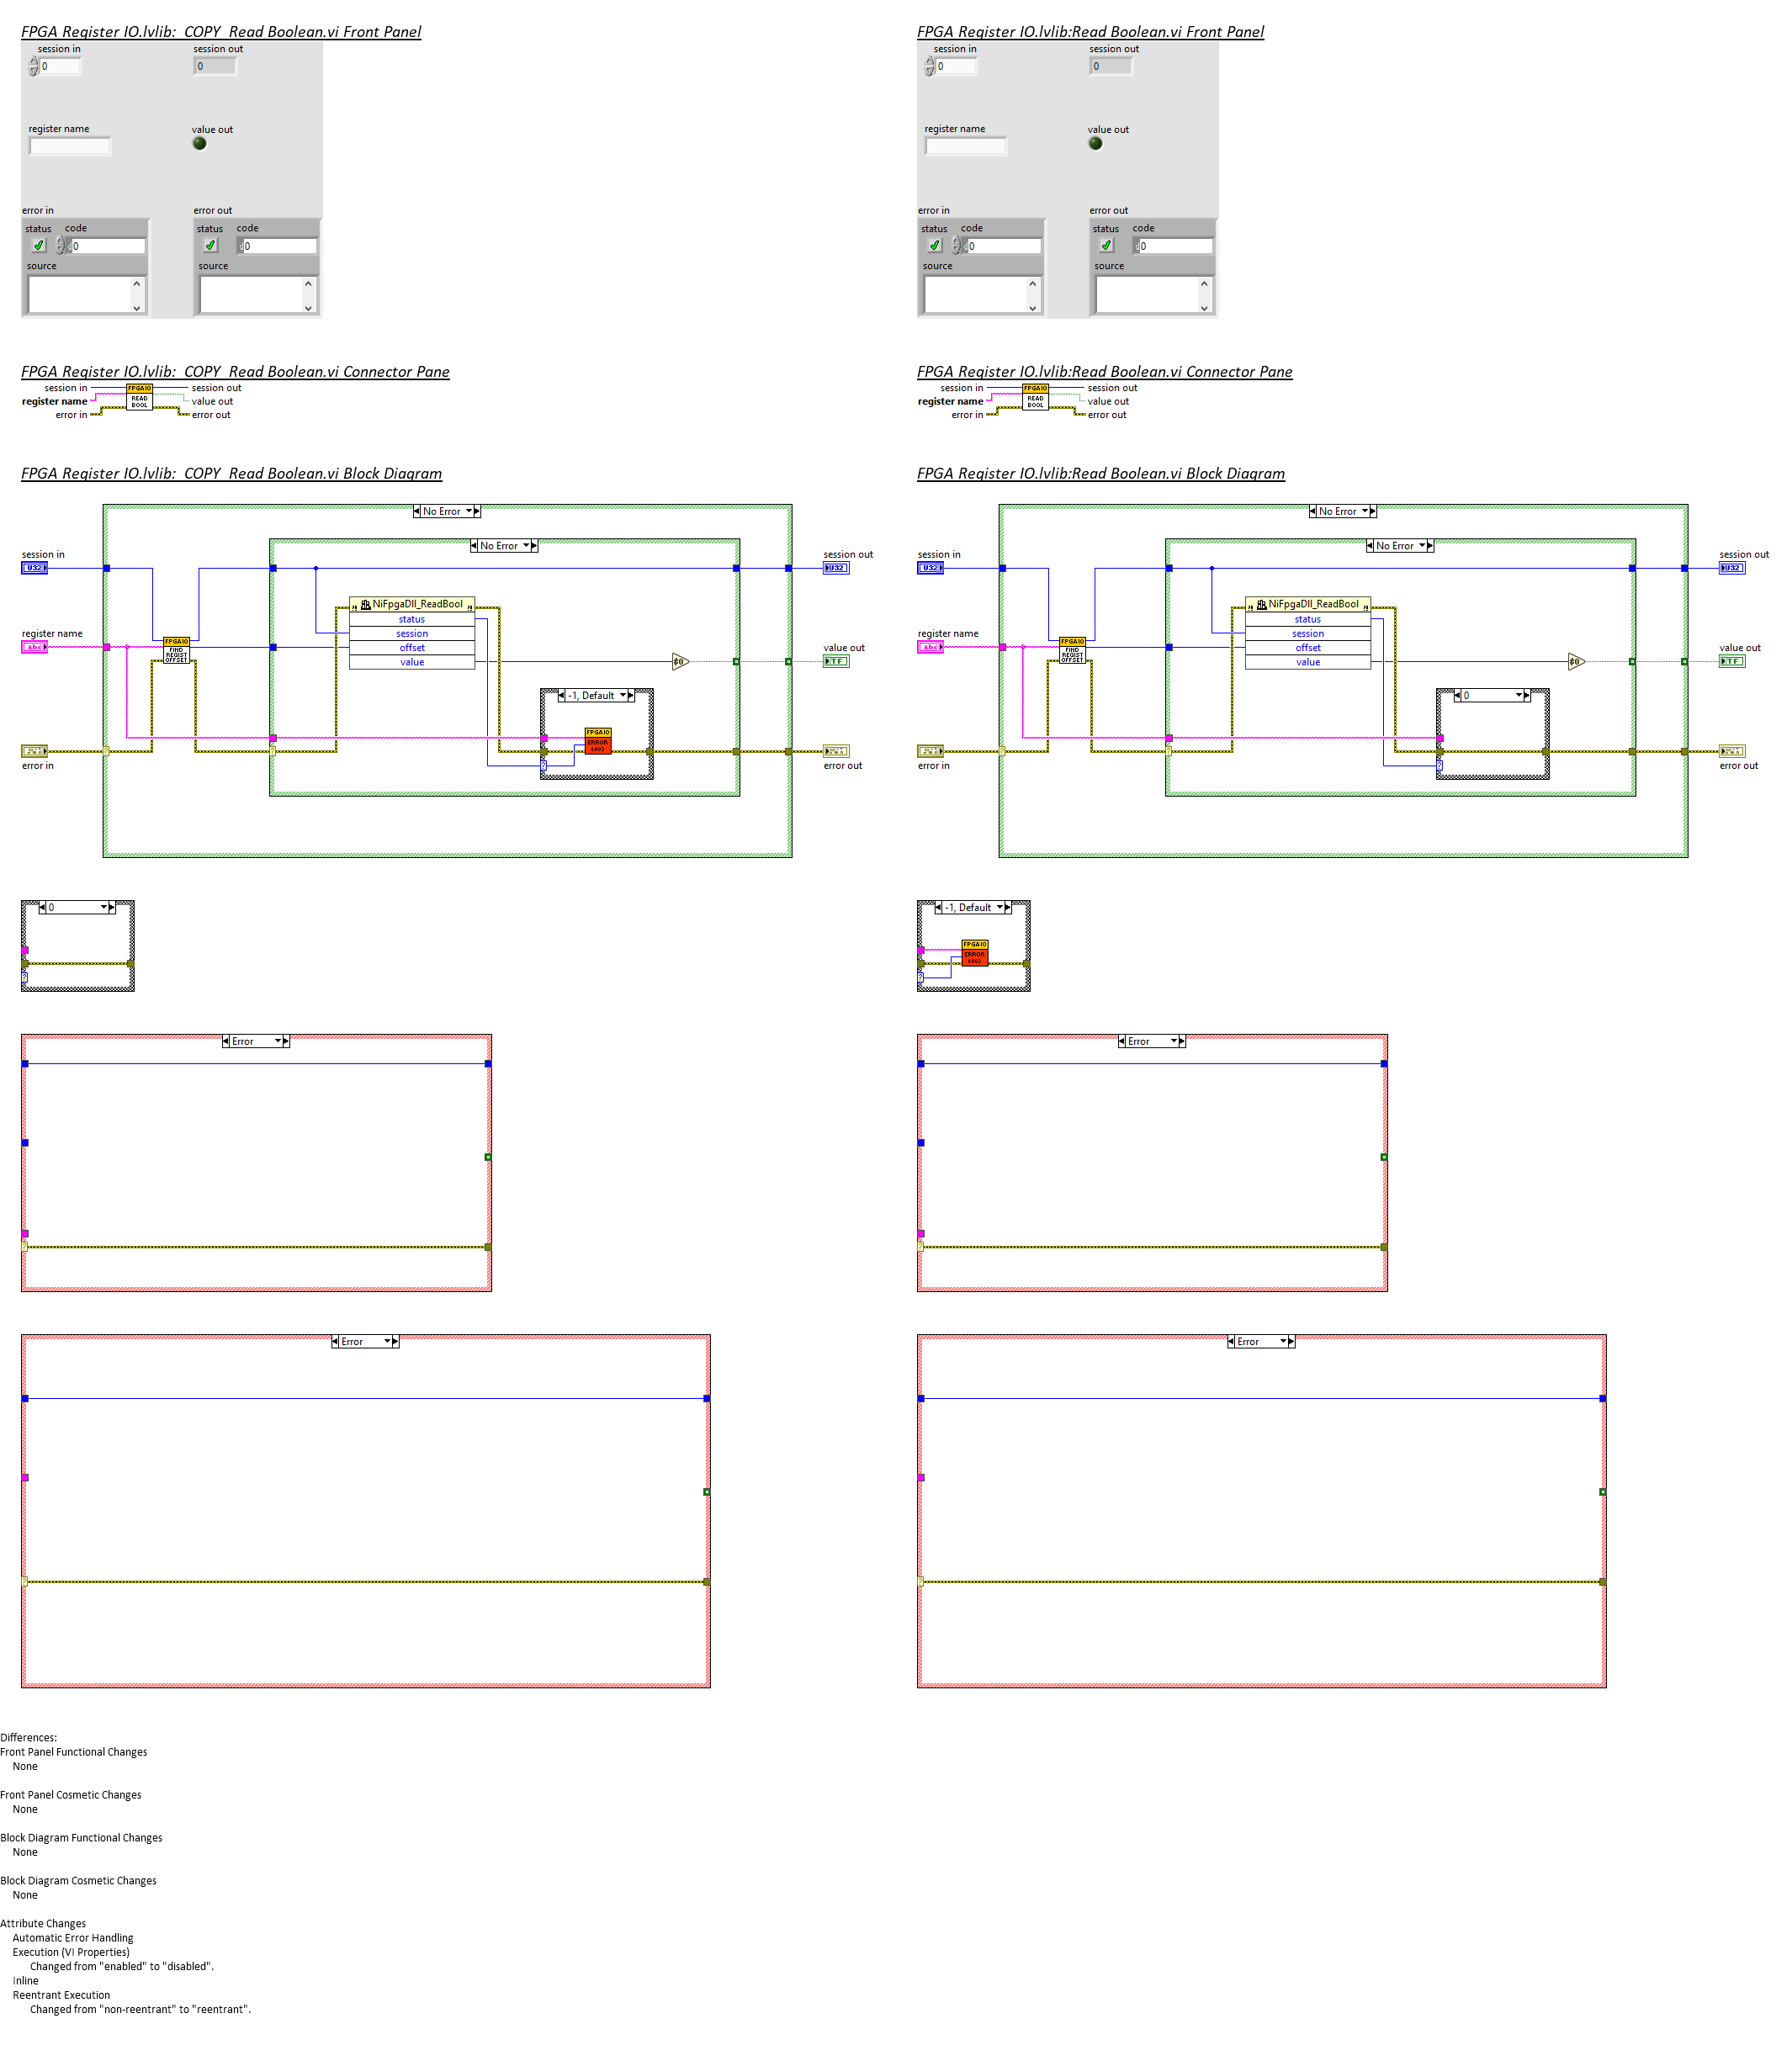 FPGA Register IO.lvlib:  COPY  Read Boolean.vi Front Panel
session in
session out
0
0
register name
value out
error in
error out
status
code
0
status
code
0
source
source
FPGA Register IO.lvlib:Read Boolean.vi Front Panel
session in
session out
0
0
register name
value out
error in
error out
status
code
0
status
code
0
source
source
FPGA Register IO.lvlib:  COPY  Read Boolean.vi Connector Pane
session in
session out
FPGAIO
register name
READ
value out
BOOL
error in
error out
FPGA Register IO.lvlib:Read Boolean.vi Connector Pane
session in
session out
FPGAIO
register name
READ
value out
BOOL
error in
error out
FPGA Register IO.lvlib:  COPY  Read Boolean.vi Block Diagram
No Error
No Error
session in
session out
U32
U32
NiFpgaDll_ReadBool
status
session
offset
value
register name
abc
FPGAIO
FIND
REGIST
OFFSET
≠0
value out
TF
-1, Default
FPGAIO
ERROR
6003
?
?
?
error in
error out
FPGA Register IO.lvlib:Read Boolean.vi Block Diagram
No Error
No Error
session in
session out
U32
U32
NiFpgaDll_ReadBool
status
session
offset
value
register name
abc
FPGAIO
FIND
REGIST
OFFSET
≠0
value out
TF
0
?
?
?
error in
error out
0
?
-1, Default
FPGAIO
ERROR
6003
?
Error
?
Error
?
Error
?
Error
?
Differences:
Front Panel Functional Changes
None
Front Panel Cosmetic Changes
None
Block Diagram Functional Changes
None
Block Diagram Cosmetic Changes
None
Attribute Changes
Automatic Error Handling
Execution (VI Properties)
Changed from "enabled" to "disabled".
Inline
Reentrant Execution
Changed from "non-reentrant" to "reentrant".